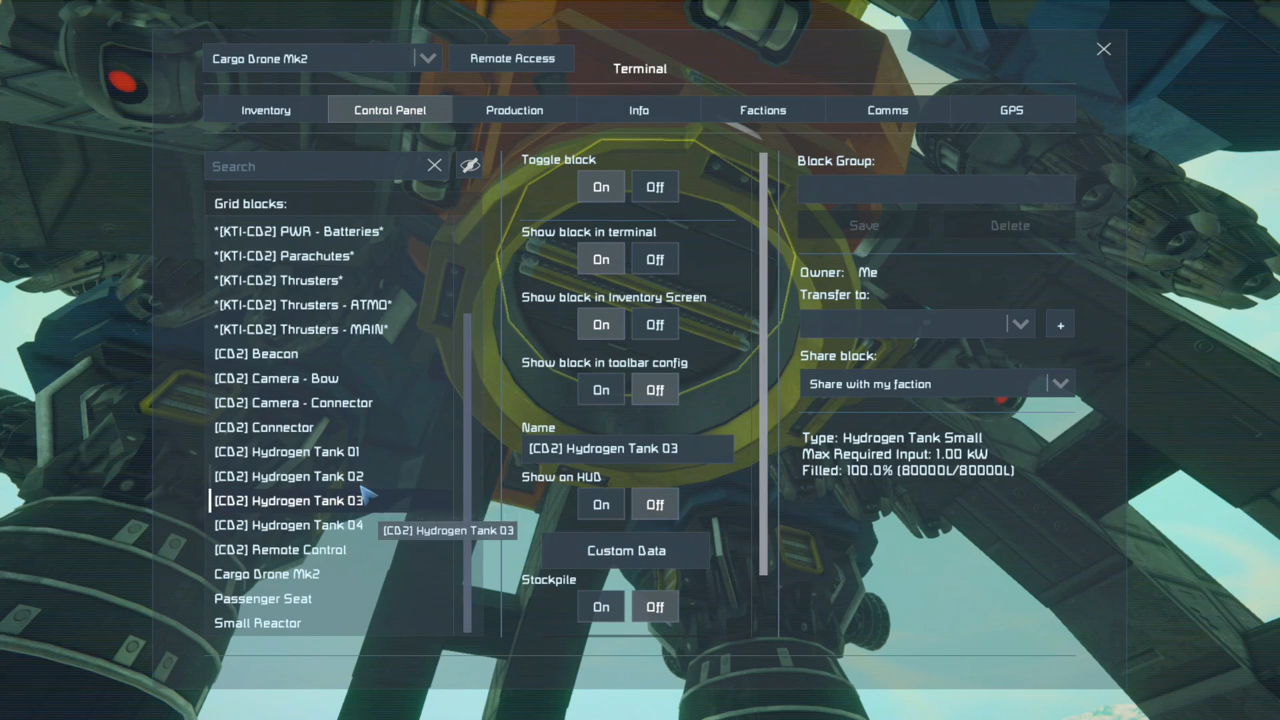 Cargo Drone Mk2
Remote Access
Terminal
Inventory
Control Panel
Production
Info
Factions
Comms
GPS
Search
Grid blocks:
*[KTI-CD2] PWR - Batteries*
*[KTI-CD2] Parachutes*
*[KTI-CD2] Thrusters*
*[KTI-CD2] Thrusters - ATMO*
*[KTI-CD2] Thrusters - MAIN*
[CD2] Beacon
[CD2] Camera - Bow
[CD2] Camera - Connector
[CD2] Connector
[CD2] Hydrogen Tank 01
[CD2] Hydrogen Tank 02
[CD2] Hydrogen Tank 03
[CD2] Hydrogen Tank 04
[CD2] Hydrogen Tank 03
[CD2] Remote Control
Cargo Drone Mk2
Passenger Seat
Small Reactor
Toggle block
On Off
Show block in terminal
On Off
Show block in Inventory Screen
On Off
Show block in toolbar config
On Off
Name
[CD2] Hydrogen Tank 03
Show on HUD
On Off
Custom Data
Stockpile
On Off
Block Group:
Save Delete
Owner: Me
Transfer to:
+
Share block:
Share with my faction
Type: Hydrogen Tank Small
Max Required Input: 1.00 kW
Filled: 100.0% (80000L/80000L)